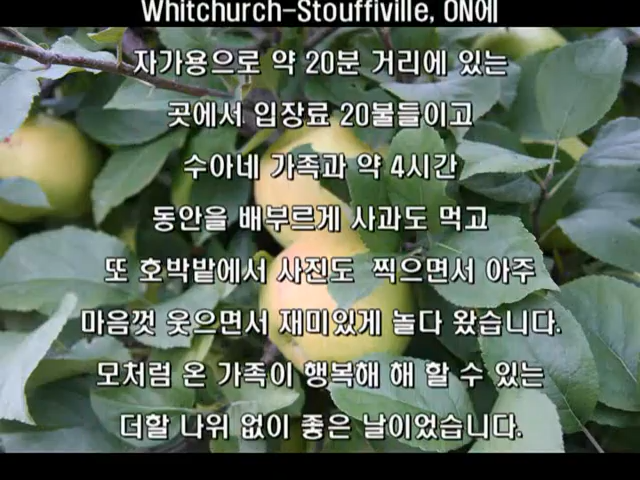 Whitchurch-Stouffiville, ON에
자가용으로 약 20분 거리에 있는
곳에서 입장료 20불들이고
수아네 가족과 약 4시간
동안을 배부르게 사과도 먹고
또 호박밭에서 사진도 찍으면서 아주
마음껏 웃으면서 재미있게 놀다 왔습니다.
모처럼 온 가족이 행복해 해 할 수 있는
더할 나위 없이 좋은 날이었습니다.